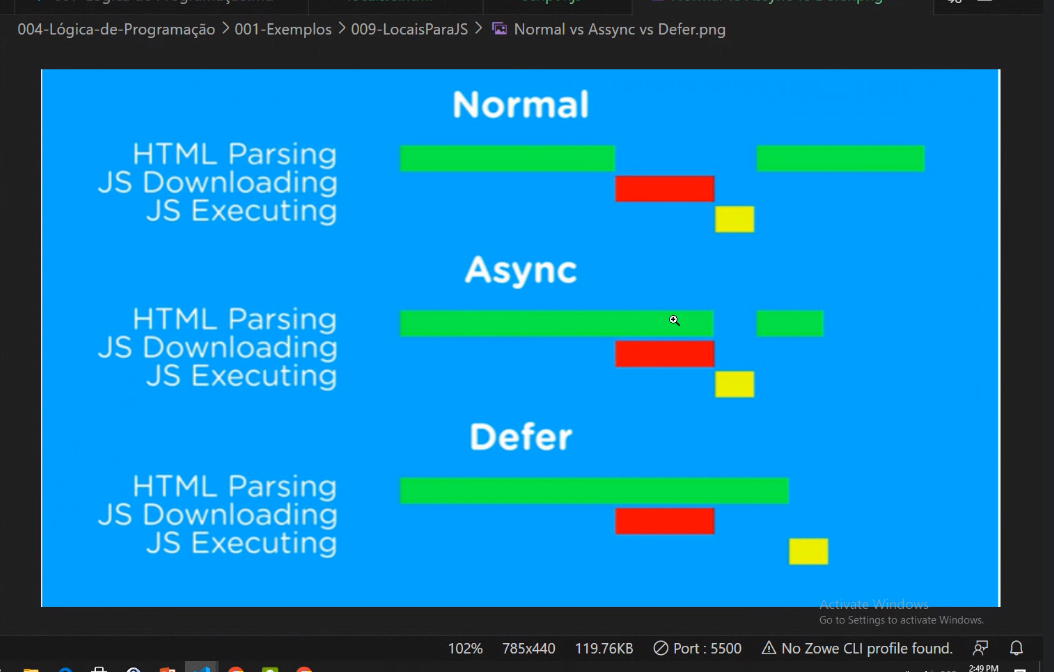 004-Lógica-de-Programação > 001-Exemplos > 009-LocaisParaJS > Normal vs Assync vs Defer.png
Normal
HTML Parsing
JS Downloading
JS Executing
Async
HTML Parsing
JS Downloading
JS Executing
Defer
HTML Parsing
JS Downloading
JS Executing
Activate Windows
Go to Settings to activate Windows.
102% 785x440 119.76KB Port : 5500 No Zowe CLI profile found.
2:49 PM